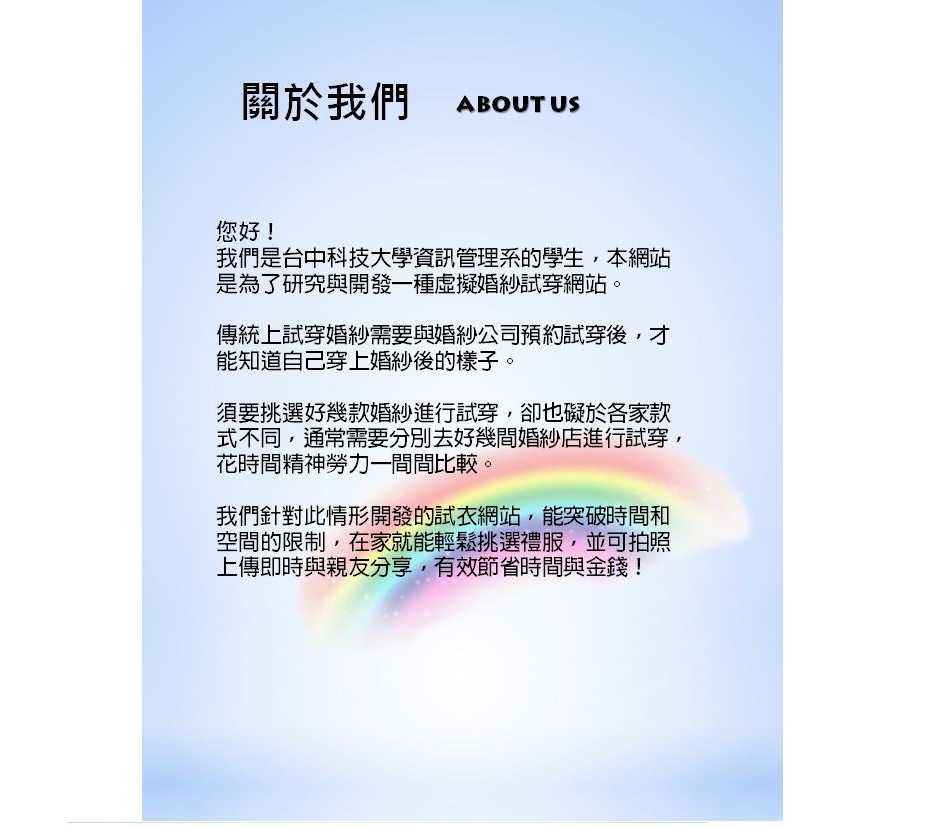 關於我們 ABOUT US
您好！
我們是台中科技大學資訊管理系的學生，本網站
是為了研究與開發一種虛擬婚紗試穿網站。
傳統上試穿婚紗需要與婚紗公司預約試穿後，才
能知道自己穿上婚紗後的樣子。
須要挑選好幾款婚紗進行試穿，卻也礙於各家款
式不同，通常需要分別去好幾間婚紗店進行試穿，
花時間精神勞力一間間比較。
我們針對此情形開發的試衣網站，能突破時間和
空間的限制，在家就能輕鬆挑選禮服，並可拍照
上傳即時與親友分享，有效節省時間與金錢！